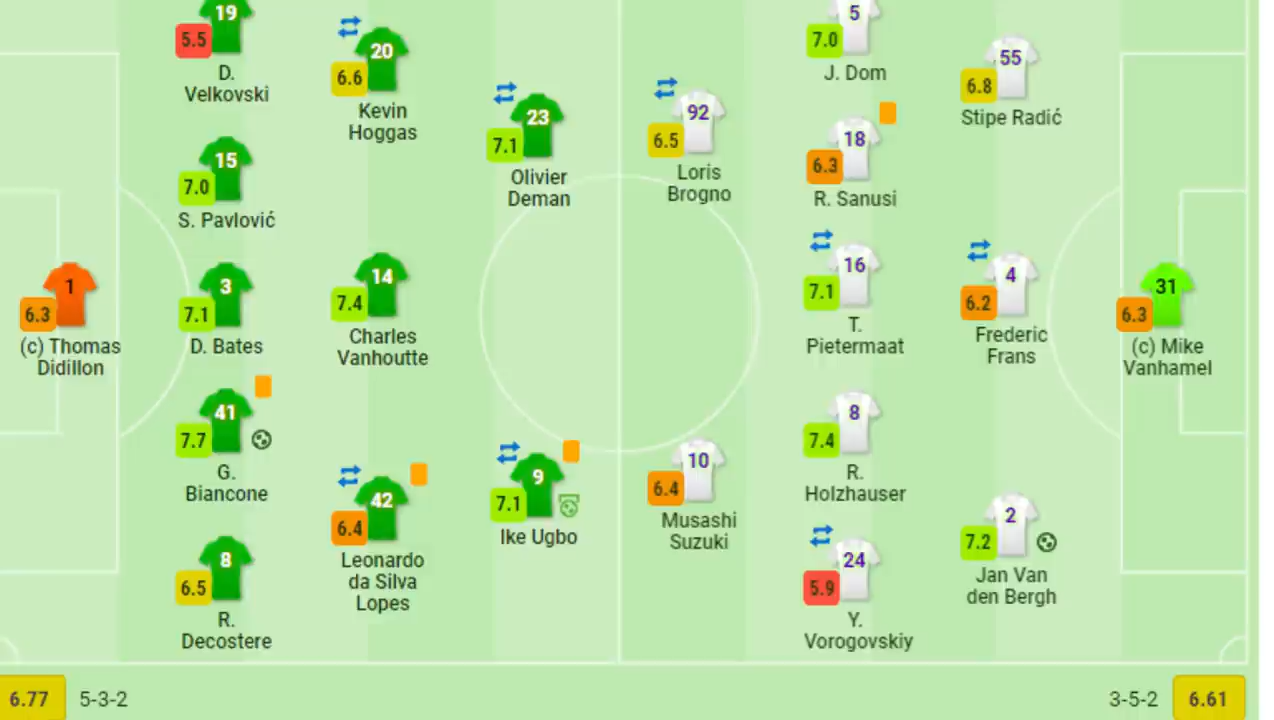 19
5.5
D.
Velkovski
20
6.6
Kevin
Hoggas
23
7.1
Olivier
Deman
92
6.5
Loris
Brogno
5
7.0
J. Dom
55
6.8
Stipe Radić
15
7.0
S. Pavlović
18
6.3
R. Sanusi
1
6.3
(c) Thomas
Didillon
3
7.1
D. Bates
14
7.4
Charles
Vanhoutte
16
7.1
T.
Pietermaat
4
6.2
Frederic
Frans
31
6.3
(c) Mike
Vanhamel
41
7.7
G.
Biancone
42
6.4
Leonardo
da Silva
Lopes
9
7.1
Ike Ugbo
10
6.4
Musashi
Suzuki
8
7.4
R.
Holzhauser
2
7.2
Jan Van
den Bergh
8
6.5
R.
Decostere
24
5.9
Y.
Vorogovskiy
6.77 5-3-2
3-5-2 6.61